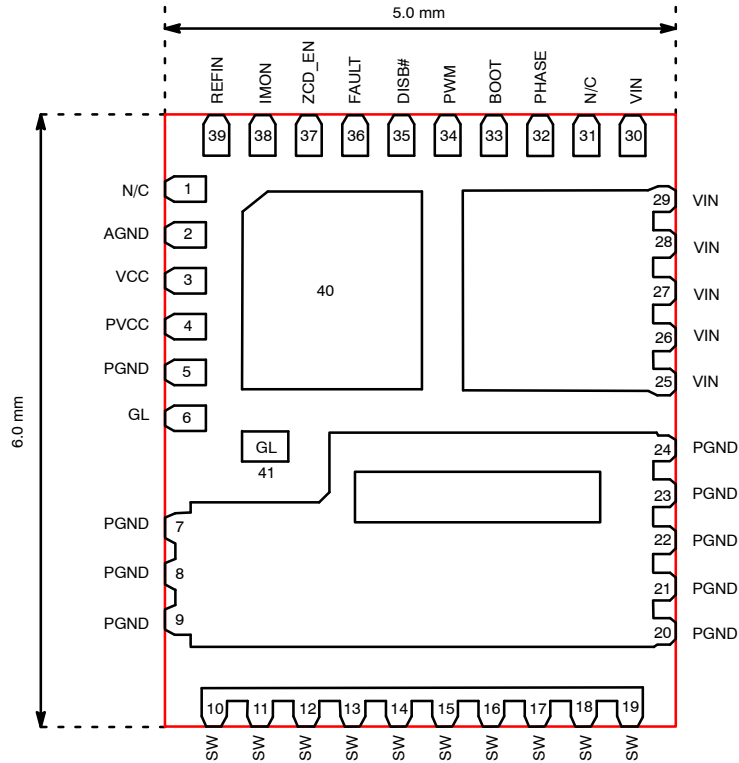 5.0 mm
REFIN
IMON
ZCD_EN
FAULT
DISB#
PWM
BOOT
PHASE
N/C
VIN
39
38
37
36
35
34
33
32
31
30
6.0 mm
N/C 1
AGND 2
VCC 3
PVCC 4
PGND 5
GL 6
40
29 VIN
28 VIN
27 VIN
26 VIN
25 VIN
GL
41
24 PGND
23 PGND
22 PGND
21 PGND
20 PGND
PGND 7
PGND 8
PGND 9
10
11
12
13
14
15
16
17
18
19
SW
SW
SW
SW
SW
SW
SW
SW
SW
SW